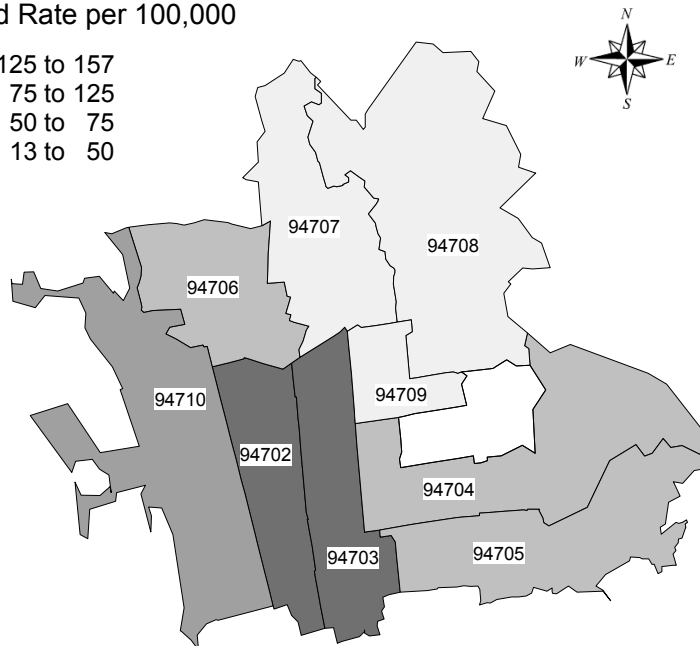 d Rate per 100,000
125 to 157
75 to 125
50 to 75
13 to 50
N
W E
S
94707
94708
94706
94709
94710
94702
94704
94703
94705